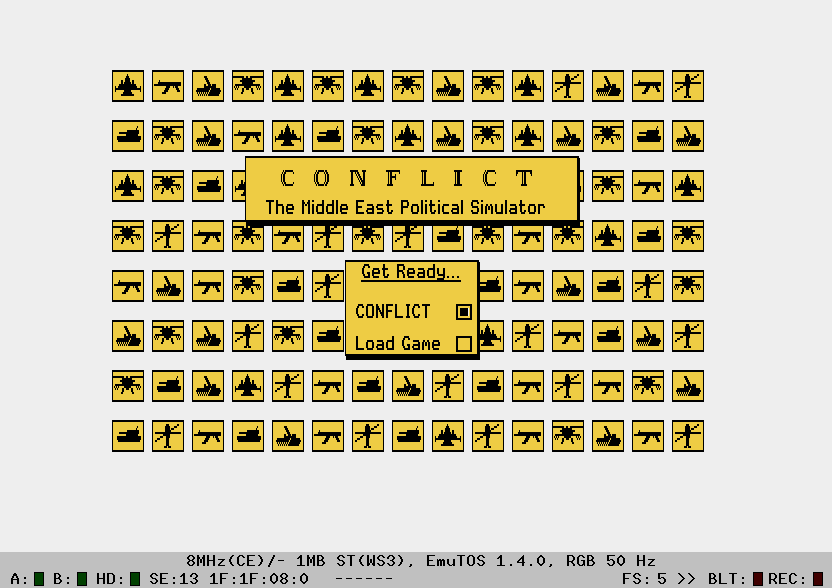 CONFLICT
The Middle East Political Simulator
Get Ready...
CONFLICT
Load Game
8MHz(CE)/- 1MB ST(WS3), EmuTOS 1.4.0, RGB 50 Hz
A: B: HD: SE:13 1F:1F:08:0 ------ FS: 5 >> BLT: REC: